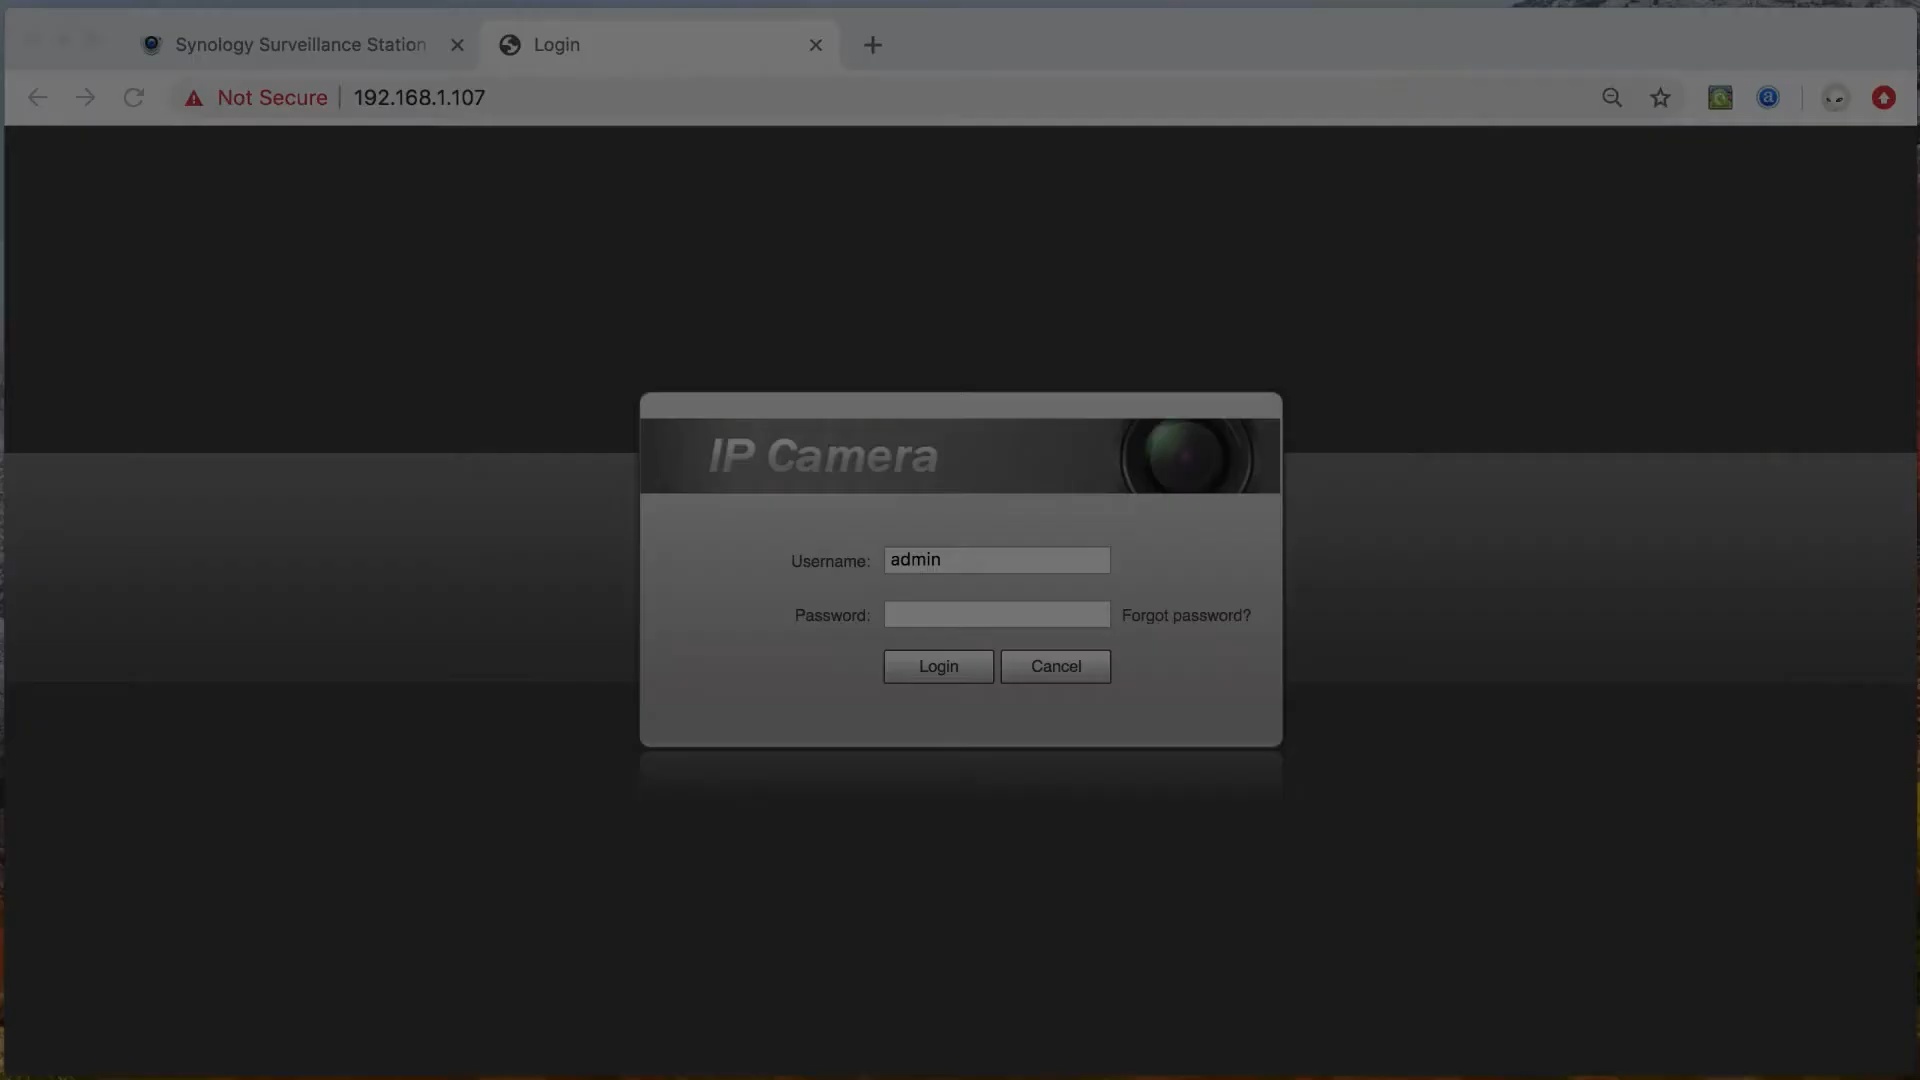 Synology Surveillance Station
Login
Not Secure
192.168.1.107
IP Camera
Username:
admin
Password:
Forgot password?
Login
Cancel